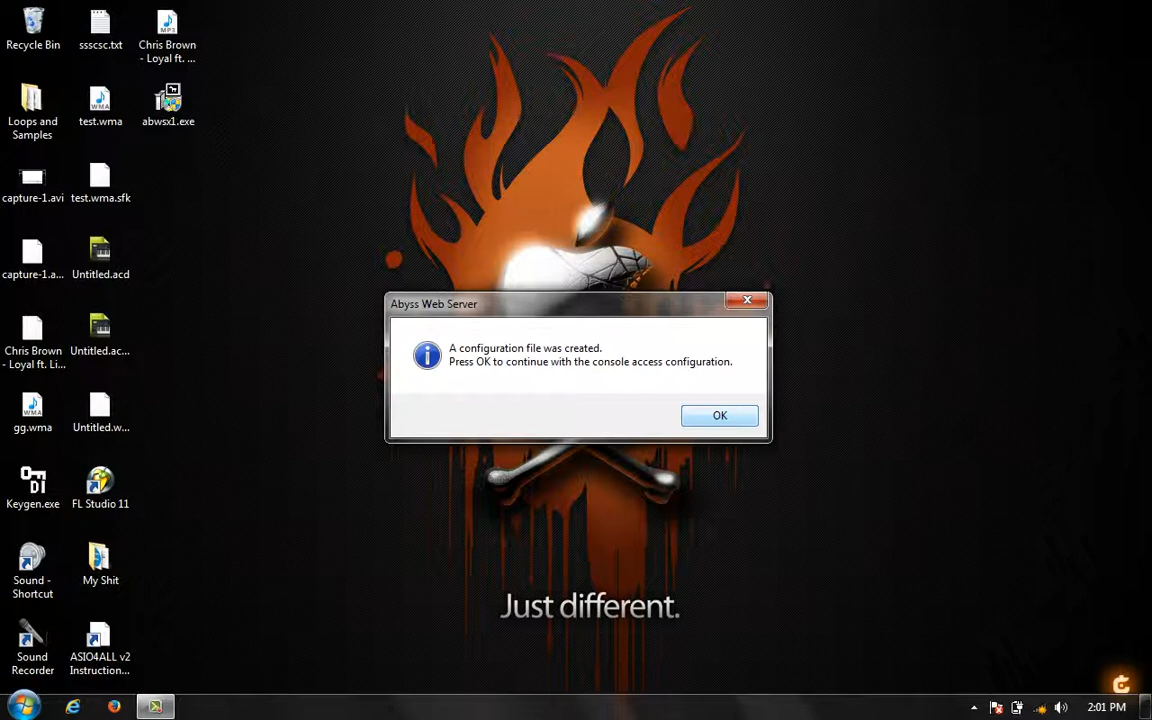 Recycle Bin
ssscsc.txt
Chris Brown
- Loyal ft. ...
Loops and
Samples
test.wma
abwsx1.exe
capture-1.avi
test.wma.sfk
capture-1.a...
Untitled.acd
Chris Brown
- Loyal ft. Li...
Untitled.ac...
gg.wma
Untitled.w...
Keygen.exe
FL Studio 11
Sound -
Shortcut
My Shit
Sound
Recorder
ASIO4ALL v2
Instruction...
Abyss Web Server
A configuration file was created.
Press OK to continue with the console access configuration.
OK
Just different.
2:01 PM